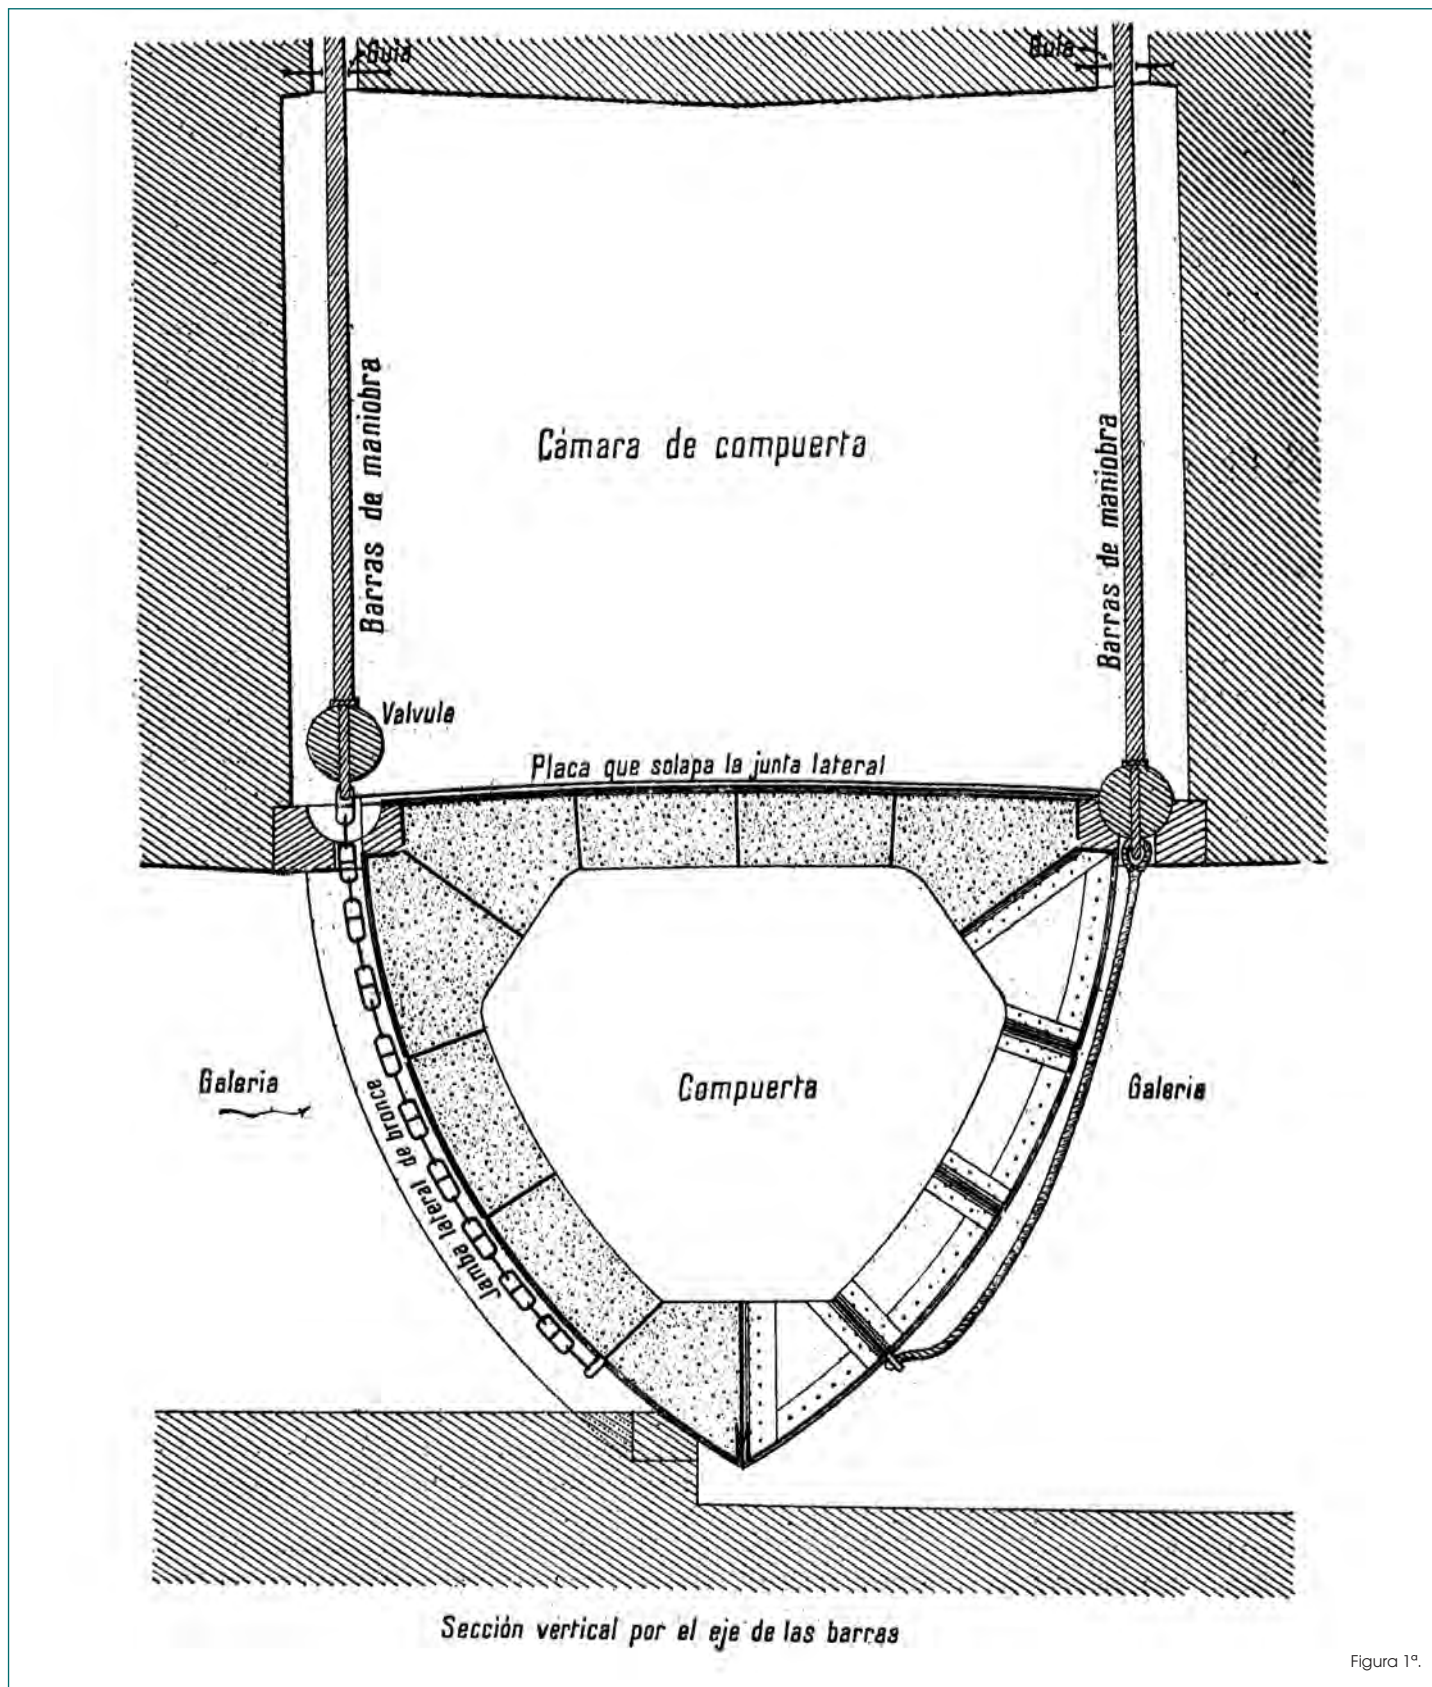 Guia
Guia
Barras de maniobra
Cámara de compuerta
Barras de maniobra
Valvula
Placa que solapa la junta lateral
Galeria
Jamba lateral de bronce
Compuerta
Galeria
Sección vertical por el eje de las barras
Figura 1ª.